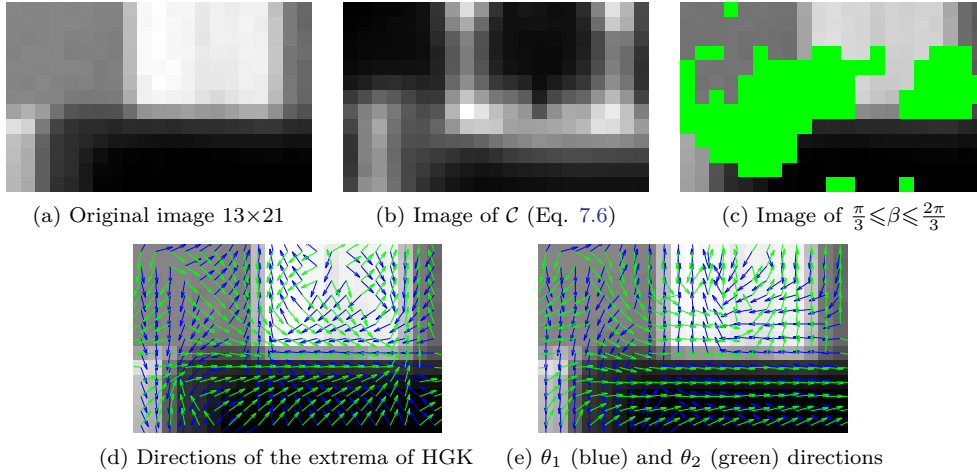 (a) Original image 13×21
(b) Image of 𝒞 (Eq. 7.6)
(c) Image of π/3 ⩽β⩽ 2π/3
(d) Directions of the extrema of HGK
(e) θ₁ (blue) and θ₂ (green) directions